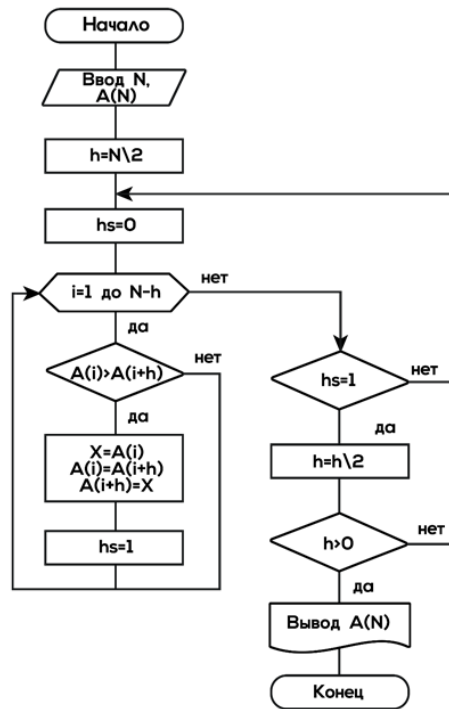 Начало
Ввод N,
A(N)
h=N\2
hs=0
i=1 до N-h
нет
да
A(i)>A(i+h)
нет
да
X=A(i)
A(i)=A(i+h)
A(i+h)=X
hs=1
hs=1
да
h=h\2
h>0
нет
да
Вывод A(N)
Конец